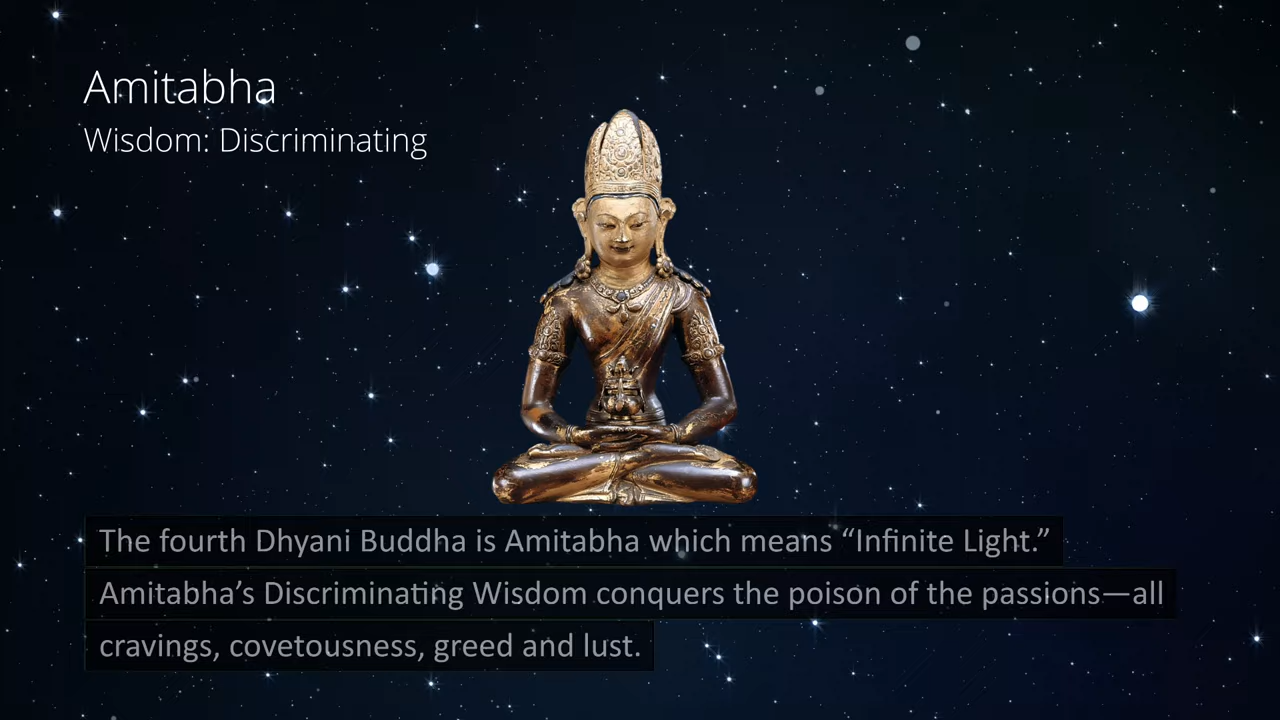 Amitabha
Wisdom: Discriminating
The fourth Dhyani Buddha is Amitabha which means “Infinite Light.”
Amitabha’s Discriminating Wisdom conquers the poison of the passions—all
cravings, covetousness, greed and lust.